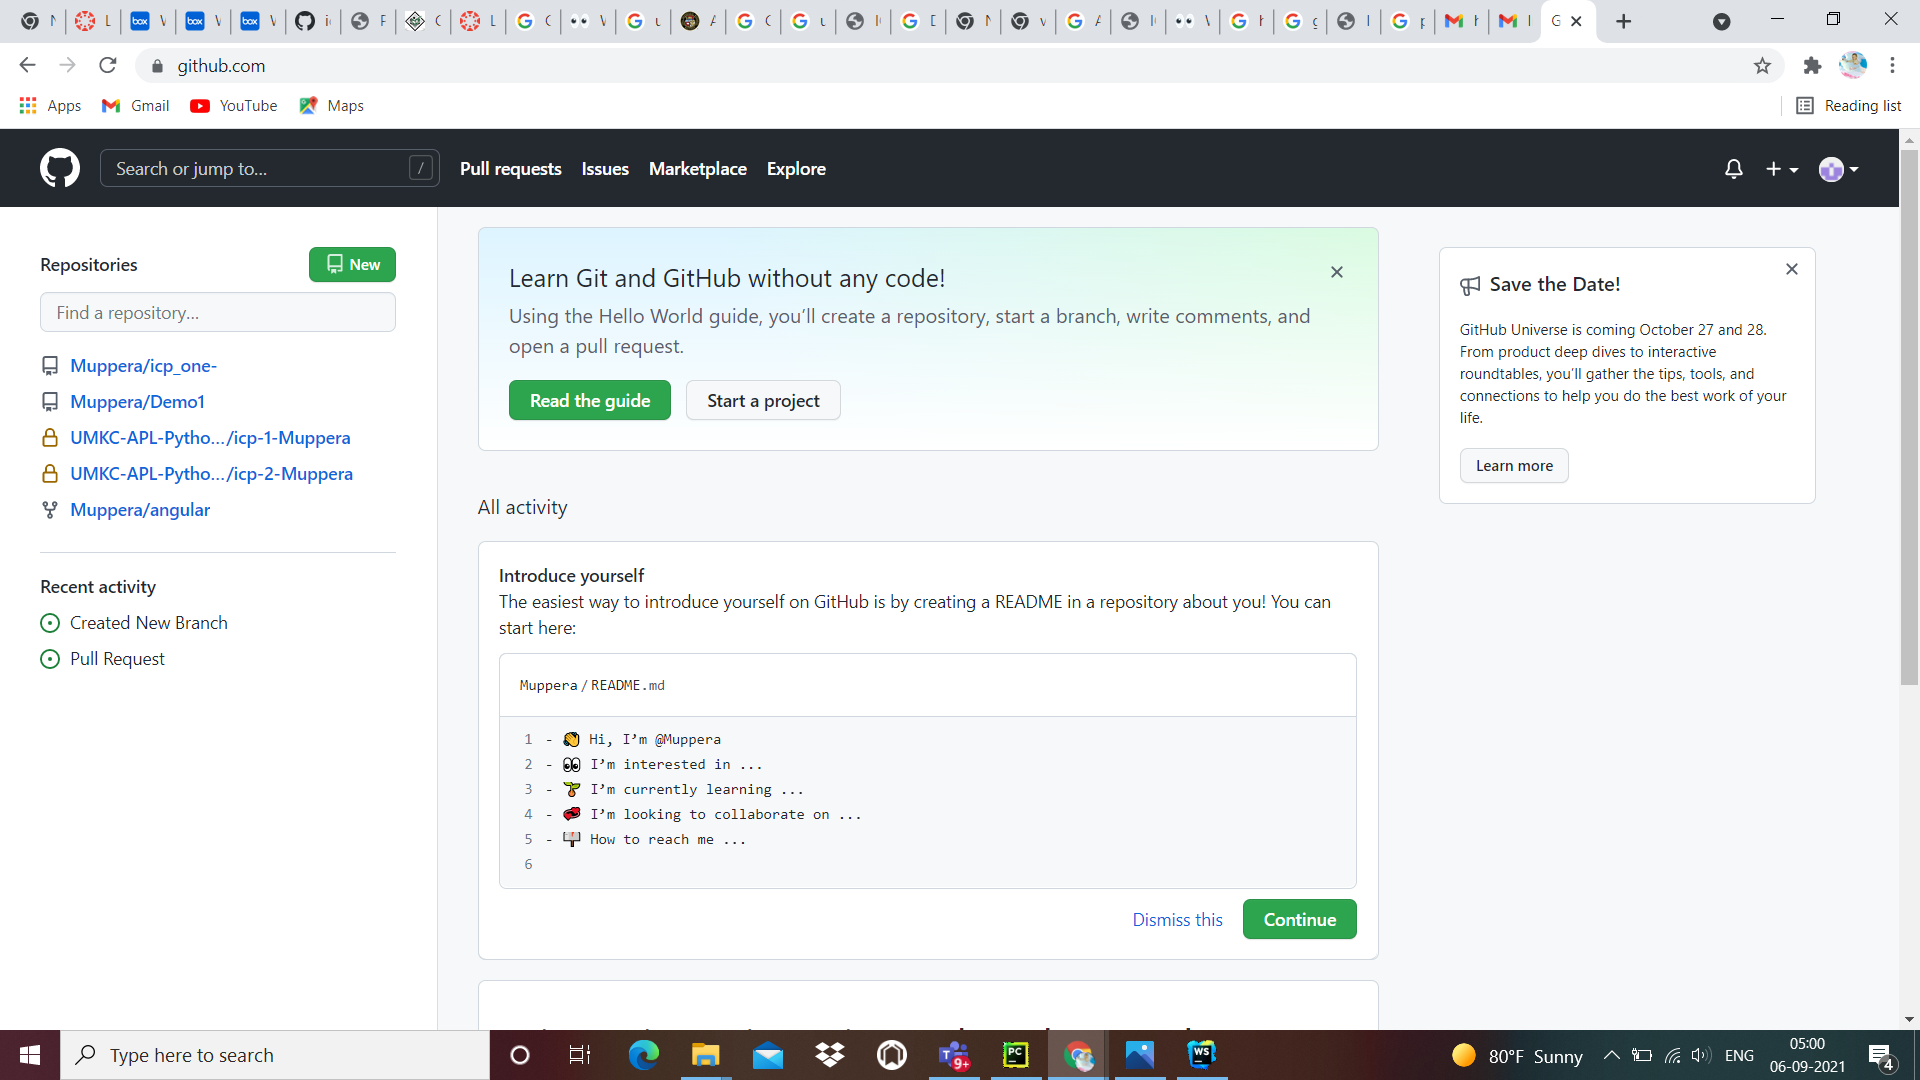 github.com
Apps
Gmail
YouTube
Maps
Reading list
Search or jump to...
/
Pull requests
Issues
Marketplace
Explore
Repositories
New
Find a repository...
Muppera/icp_one-
Muppera/Demo1
UMKC-APL-Pytho.../icp-1-Muppera
UMKC-APL-Pytho.../icp-2-Muppera
Muppera/angular
Recent activity
Created New Branch
Pull Request
Learn Git and GitHub without any code!
Using the Hello World guide, you’ll create a repository, start a branch, write comments, and
open a pull request.
Read the guide
Start a project
All activity
Introduce yourself
The easiest way to introduce yourself on GitHub is by creating a README in a repository about you! You can
start here:
Muppera / README.md
1 - 👋 Hi, I’m @Muppera
2 - 👀 I’m interested in ...
3 - 🌱 I’m currently learning ...
4 - 💞️ I’m looking to collaborate on ...
5 - 📫 How to reach me ...
6
Dismiss this
Continue
Save the Date!
GitHub Universe is coming October 27 and 28.
From product deep dives to interactive
roundtables, you’ll gather the tips, tools, and
connections to help you do the best work of your
life.
Learn more
Type here to search
9+
PC
WS
80°F Sunny
ENG
05:00
06-09-2021
4